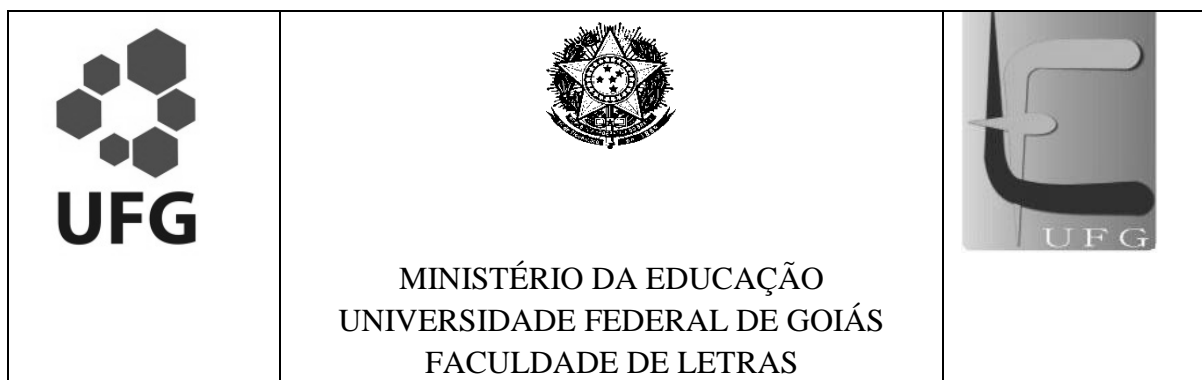 UFG
MINISTÉRIO DA EDUCAÇÃO
UNIVERSIDADE FEDERAL DE GOIÁS
FACULDADE DE LETRAS
UFG